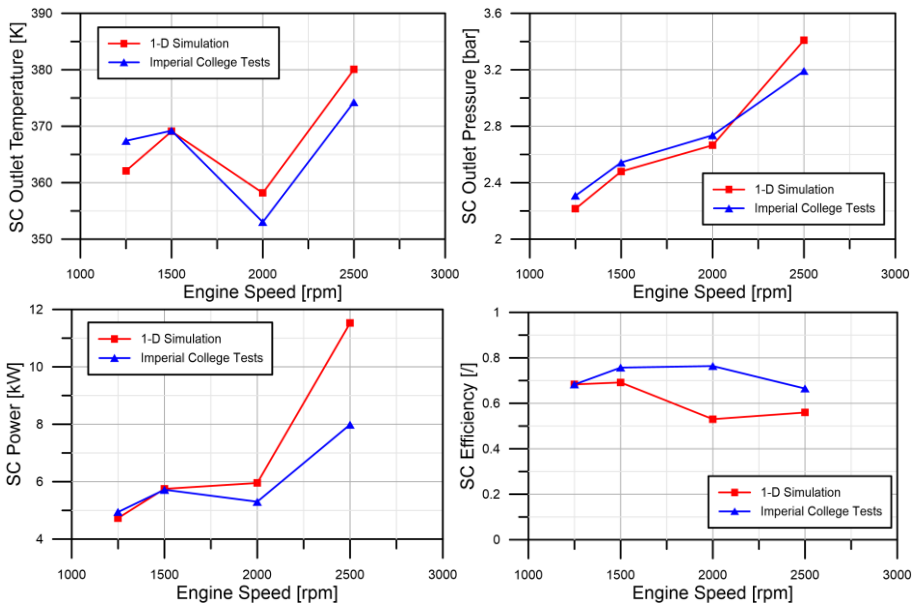 390
380
370
360
350
SC Outlet Temperature [K]
1-D Simulation
Imperial College Tests
1000 1500 2000 2500 3000
Engine Speed [rpm]
3.6
3.2
2.8
2.4
2
SC Outlet Pressure [bar]
1-D Simulation
Imperial College Tests
1000 1500 2000 2500 3000
Engine Speed [rpm]
12
10
8
6
4
SC Power [kW]
1-D Simulation
Imperial College Tests
1000 1500 2000 2500 3000
Engine Speed [rpm]
1
0.8
0.6
0.4
0.2
0
SC Efficiency [/]
1-D Simulation
Imperial College Tests
1000 1500 2000 2500 3000
Engine Speed [rpm]